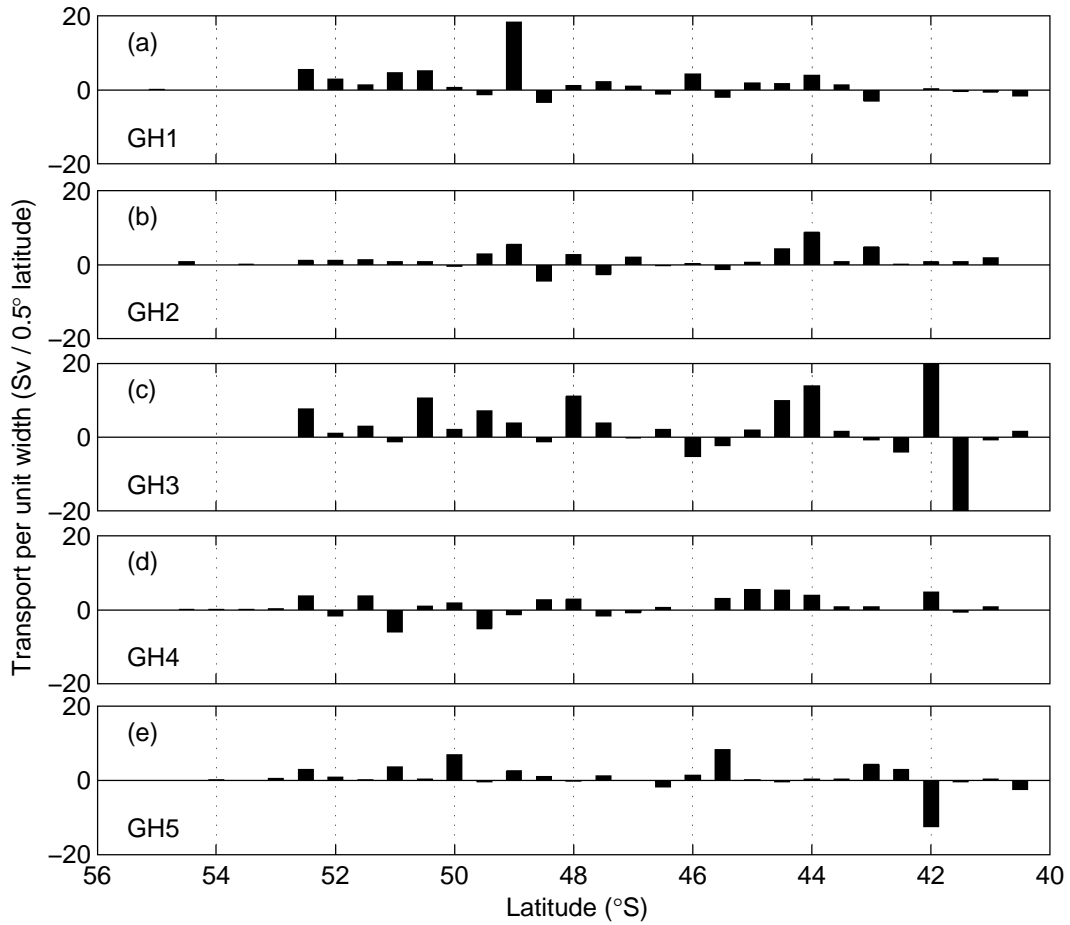 Transport per unit width (Sv / 0.5° latitude)
20
(a)
0
GH1
–20
20
(b)
0
GH2
–20
20
(c)
0
GH3
–20
20
(d)
0
GH4
–20
20
(e)
0
GH5
–20
56 54 52 50 48 46 44 42 40
Latitude (°S)